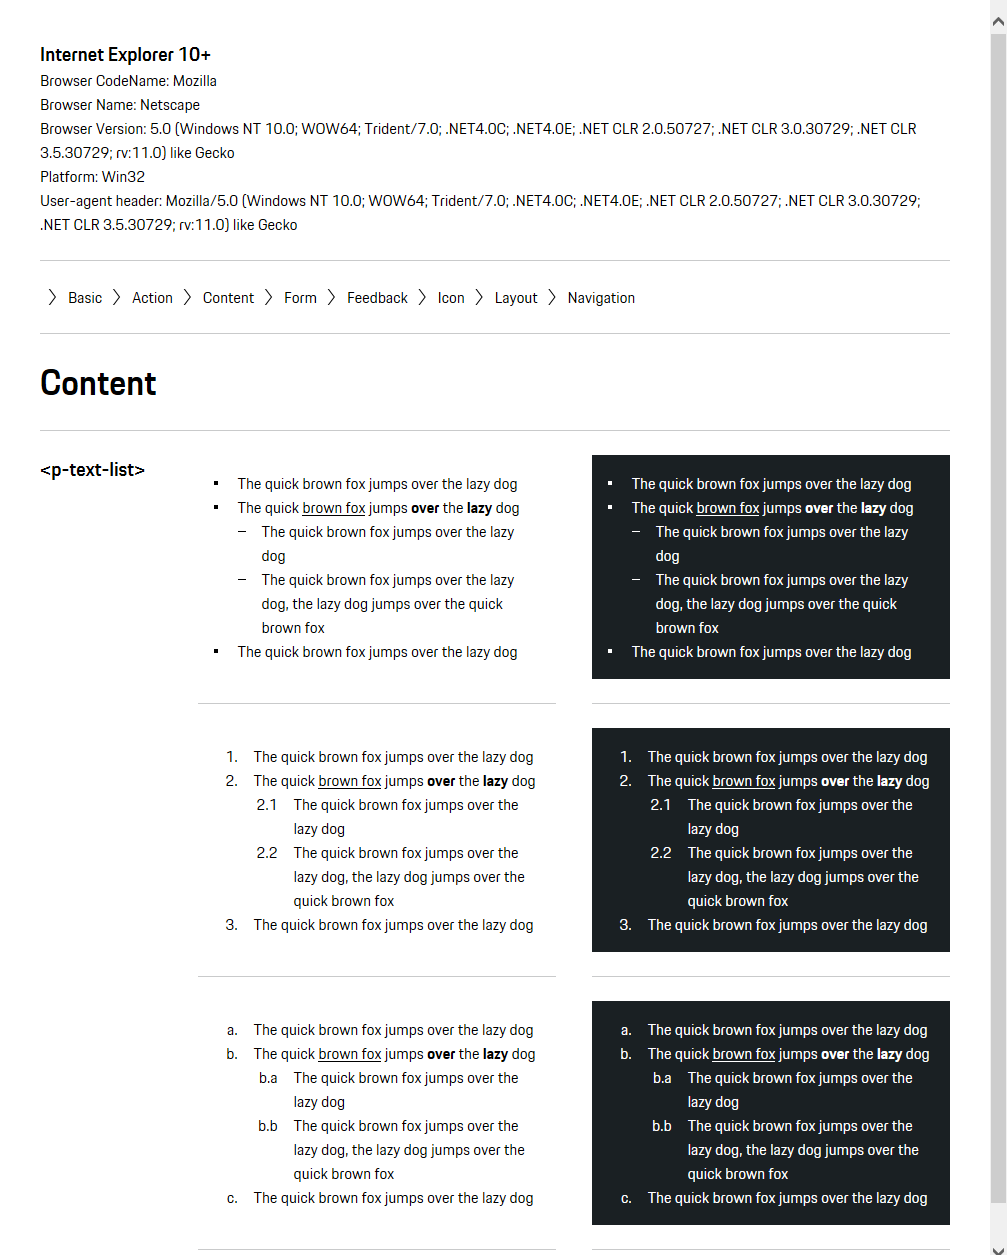 Internet Explorer 10+
Browser CodeName: Mozilla
Browser Name: Netscape
Browser Version: 5.0 (Windows NT 10.0; WOW64; Trident/7.0; .NET4.0C; .NET4.0E; .NET CLR 2.0.50727; .NET CLR 3.0.30729; .NET CLR
3.5.30729; rv:11.0) like Gecko
Platform: Win32
User-agent header: Mozilla/5.0 (Windows NT 10.0; WOW64; Trident/7.0; .NET4.0C; .NET4.0E; .NET CLR 2.0.50727; .NET CLR 3.0.30729;
.NET CLR 3.5.30729; rv:11.0) like Gecko
Basic Action Content Form Feedback Icon Layout Navigation
Content
<p-text-list>
▪ The quick brown fox jumps over the lazy dog
▪ The quick brown fox jumps over the lazy dog
– The quick brown fox jumps over the lazy
dog
– The quick brown fox jumps over the lazy
dog, the lazy dog jumps over the quick
brown fox
▪ The quick brown fox jumps over the lazy dog
▪ The quick brown fox jumps over the lazy dog
▪ The quick brown fox jumps over the lazy dog
– The quick brown fox jumps over the lazy
dog
– The quick brown fox jumps over the lazy
dog, the lazy dog jumps over the quick
brown fox
▪ The quick brown fox jumps over the lazy dog
1. The quick brown fox jumps over the lazy dog
2. The quick brown fox jumps over the lazy dog
2.1 The quick brown fox jumps over the
lazy dog
2.2 The quick brown fox jumps over the
lazy dog, the lazy dog jumps over the
quick brown fox
3. The quick brown fox jumps over the lazy dog
1. The quick brown fox jumps over the lazy dog
2. The quick brown fox jumps over the lazy dog
2.1 The quick brown fox jumps over the
lazy dog
2.2 The quick brown fox jumps over the
lazy dog, the lazy dog jumps over the
quick brown fox
3. The quick brown fox jumps over the lazy dog
a. The quick brown fox jumps over the lazy dog
b. The quick brown fox jumps over the lazy dog
b.a The quick brown fox jumps over the
lazy dog
b.b The quick brown fox jumps over the
lazy dog, the lazy dog jumps over the
quick brown fox
c. The quick brown fox jumps over the lazy dog
a. The quick brown fox jumps over the lazy dog
b. The quick brown fox jumps over the lazy dog
b.a The quick brown fox jumps over the
lazy dog
b.b The quick brown fox jumps over the
lazy dog, the lazy dog jumps over the
quick brown fox
c. The quick brown fox jumps over the lazy dog